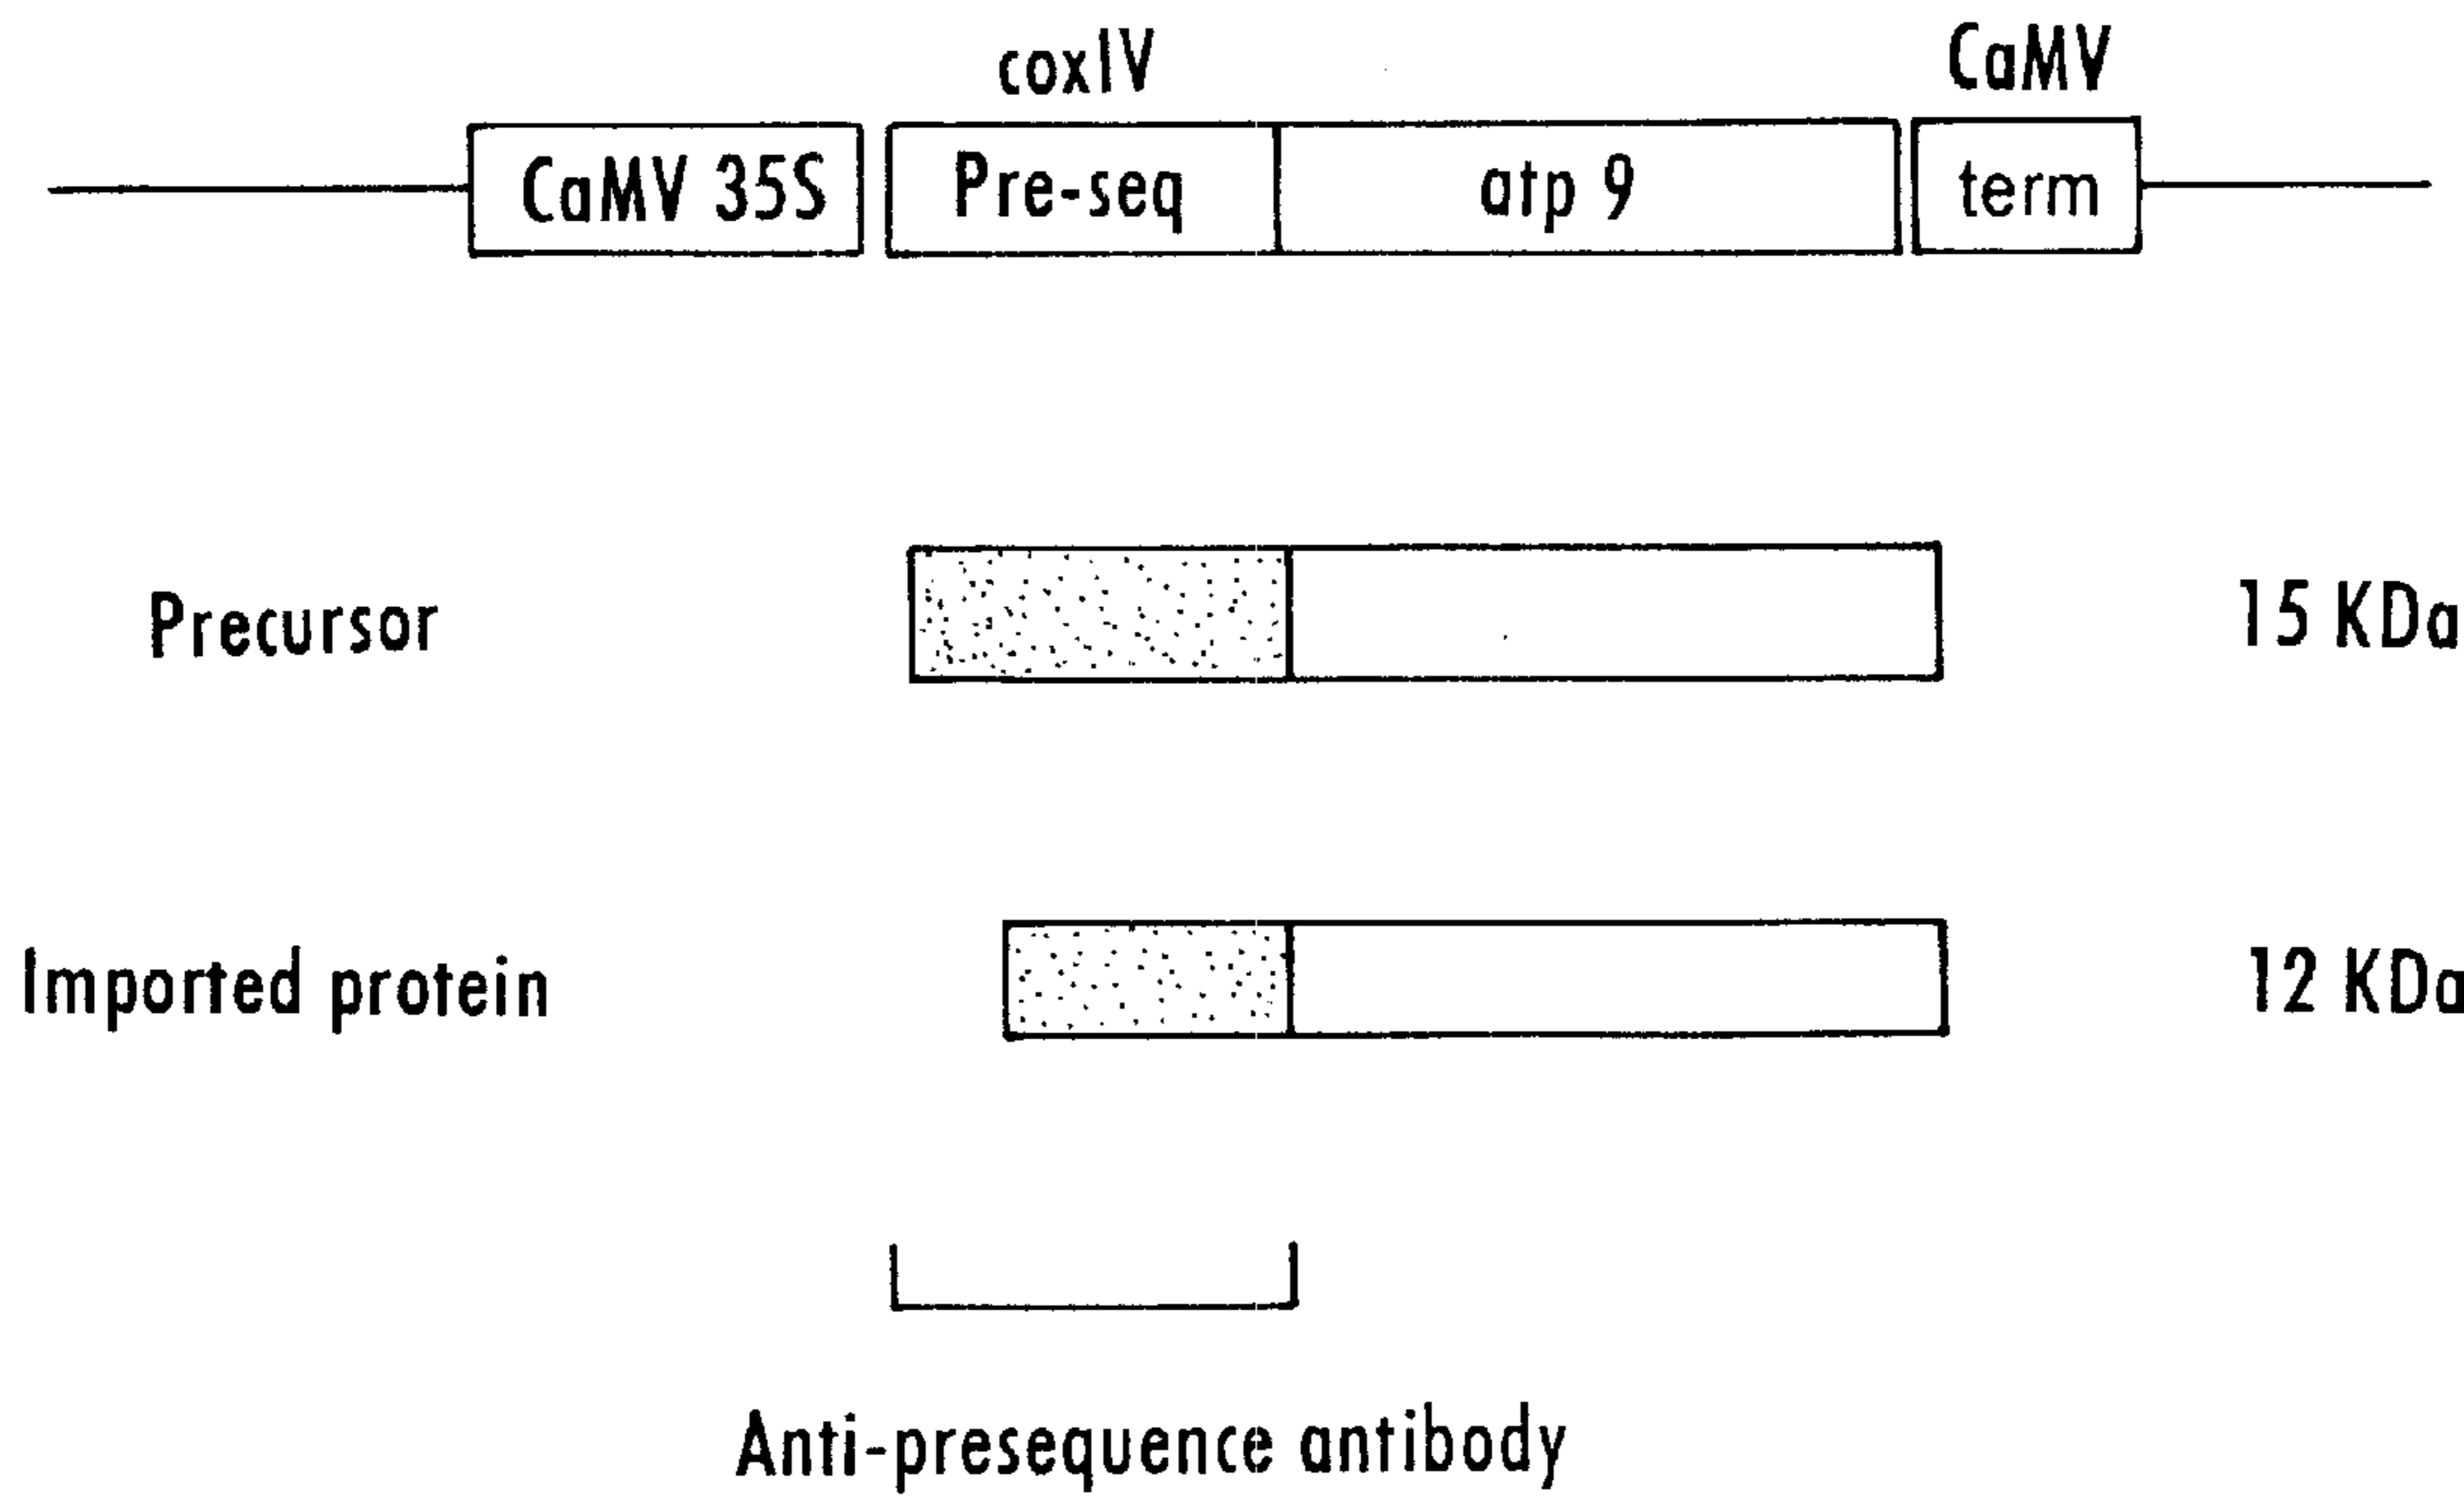 coxIV CaMV
CaMV 35S Pre-seq atp 9 term
Precursor 15 KDa
Imported protein 12 KDa
Anti-presequence antibody